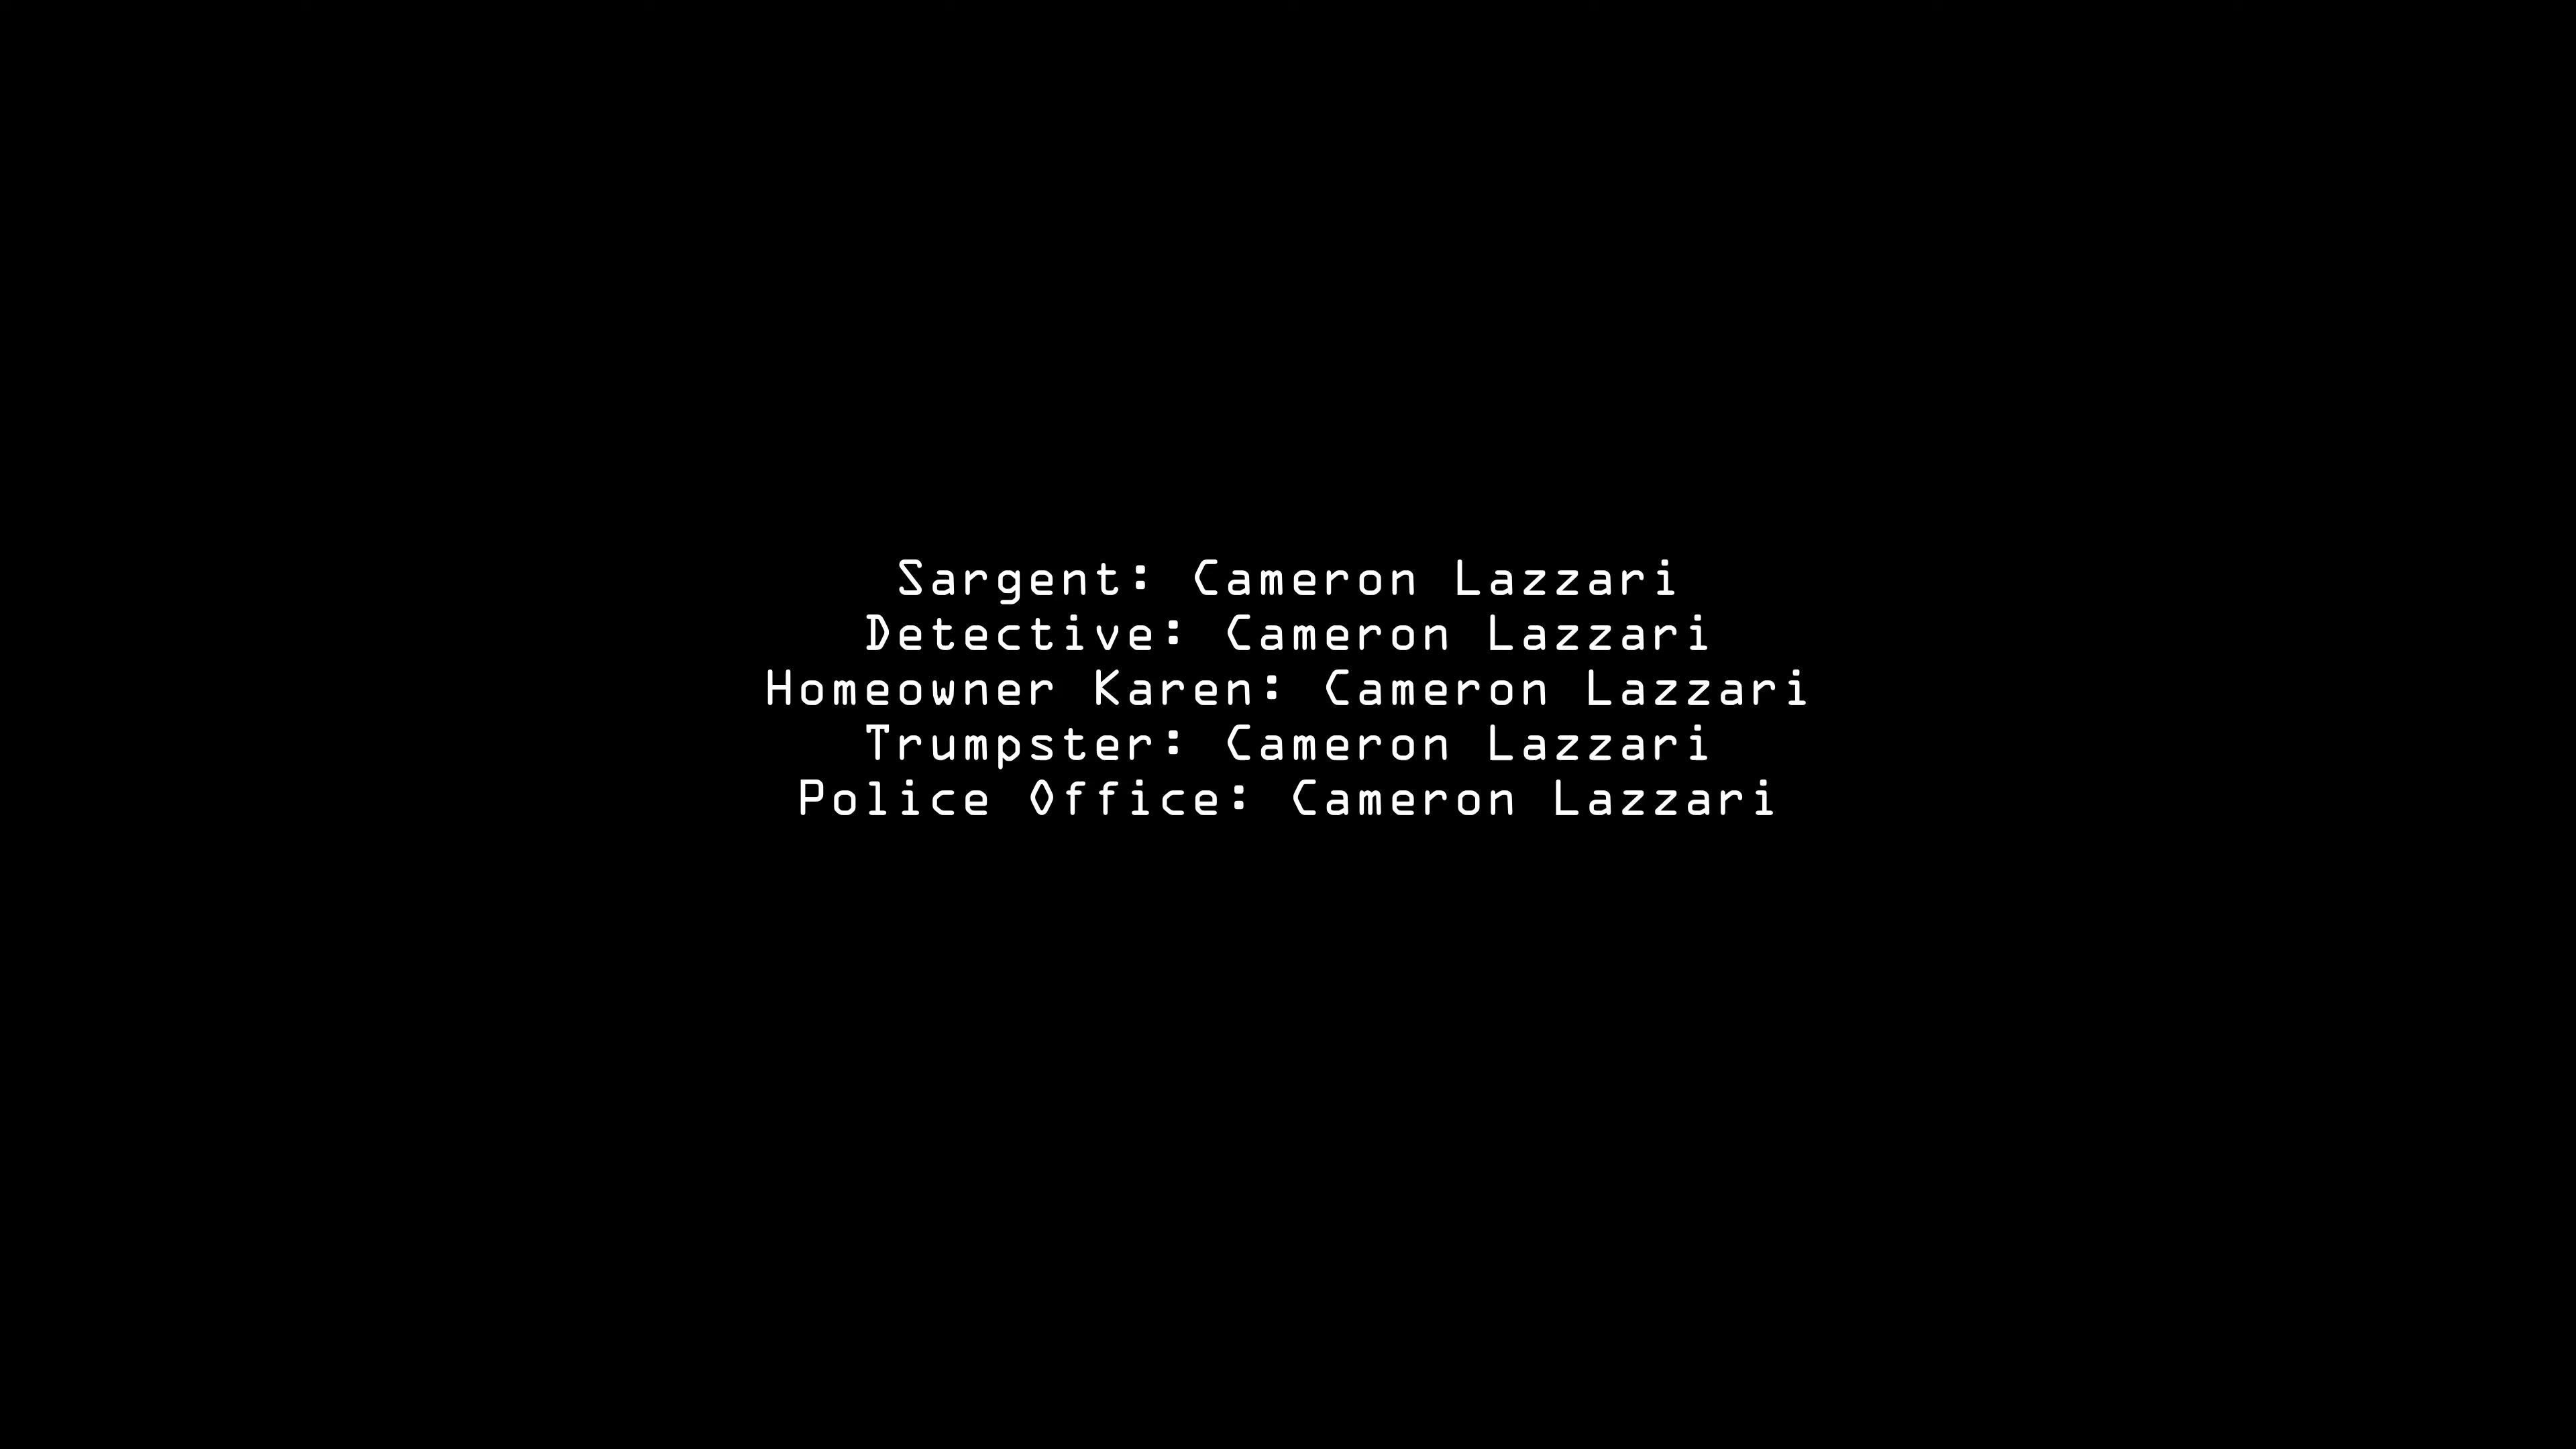 Sargent: Cameron Lazzari
Detective: Cameron Lazzari
Homeowner Karen: Cameron Lazzari
Trumpster: Cameron Lazzari
Police Office: Cameron Lazzari